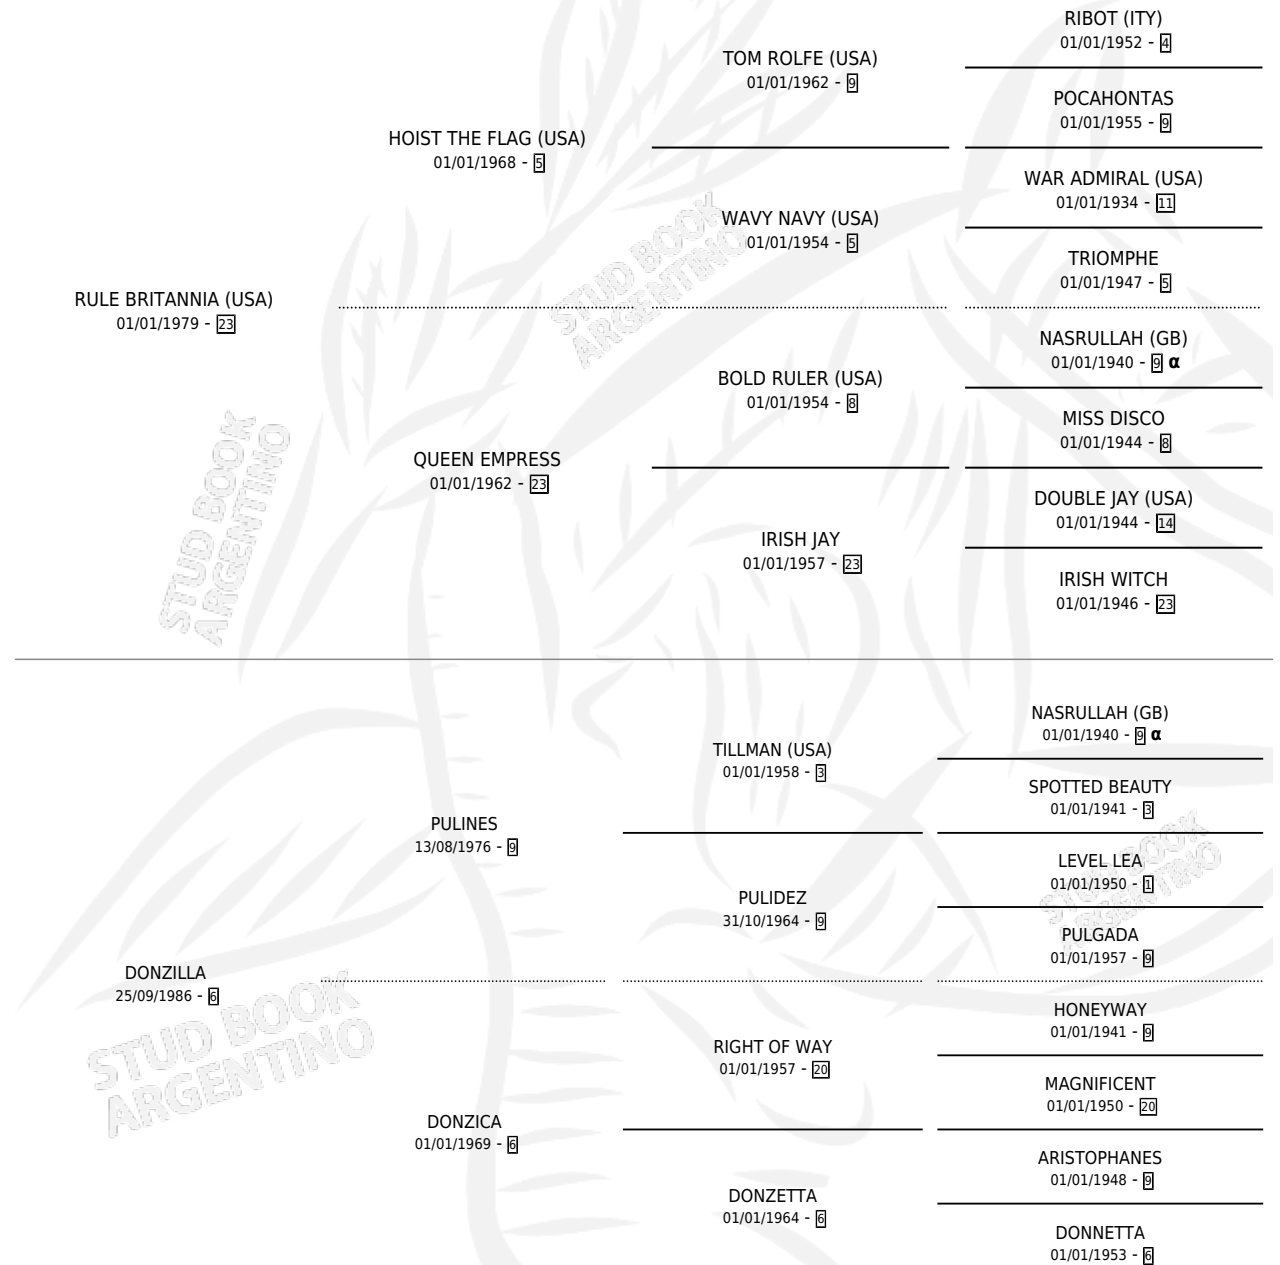 RIBOT (ITY)
01/01/1952 - 4
TOM ROLFE (USA)
01/01/1962 - 9
POCAHONTAS
01/01/1955 - 9
HOIST THE FLAG (USA)
01/01/1968 - 5
WAR ADMIRAL (USA)
01/01/1934 - 11
WAVY NAVY (USA)
01/01/1954 - 5
TRIOMPHE
01/01/1947 - 5
RULE BRITANNIA (USA)
01/01/1979 - 23
NASRULLAH (GB)
01/01/1940 - 9 α
BOLD RULER (USA)
01/01/1954 - 8
MISS DISCO
01/01/1944 - 8
QUEEN EMPRESS
01/01/1962 - 23
DOUBLE JAY (USA)
01/01/1944 - 14
IRISH JAY
01/01/1957 - 23
IRISH WITCH
01/01/1946 - 23
NASRULLAH (GB)
01/01/1940 - 9 α
TILLMAN (USA)
01/01/1958 - 3
SPOTTED BEAUTY
01/01/1941 - 3
PULINES
13/08/1976 - 9
LEVEL LEA
01/01/1950 - 1
PULIDEZ
31/10/1964 - 9
PULGADA
01/01/1957 - 9
DONZILLA
25/09/1986 - 6
HONEYWAY
01/01/1941 - 9
RIGHT OF WAY
01/01/1957 - 20
MAGNIFICENT
01/01/1950 - 20
DONZICA
01/01/1969 - 6
ARISTOPHANES
01/01/1948 - 9
DONZETTA
01/01/1964 - 6
DONNETTA
01/01/1953 - 6
STUD BOOK
ARGENTINO
STUD BOOK
ARGENTINO
STUD BOOK
ARGENTINO
STUD BOOK
ARGENTINO